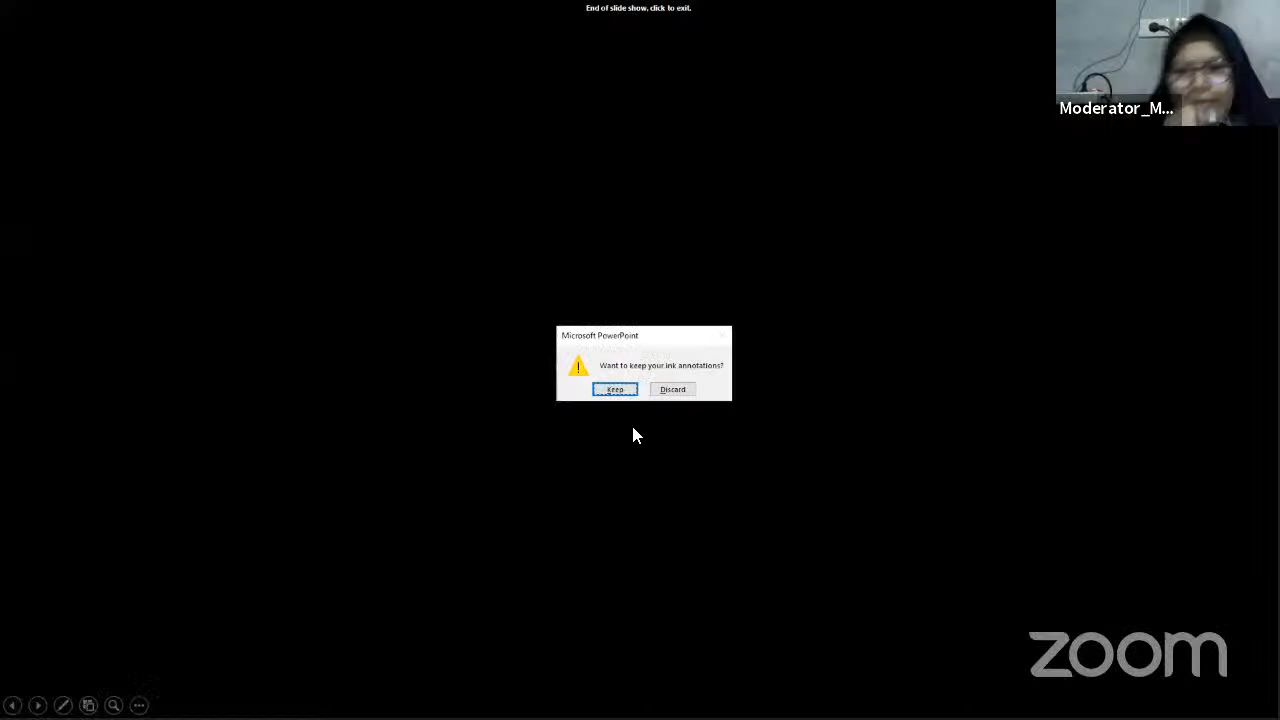 End of slide show, click to exit.
Moderator_M...
Microsoft PowerPoint
Want to keep your ink annotations?
Keep
Discard
zoom